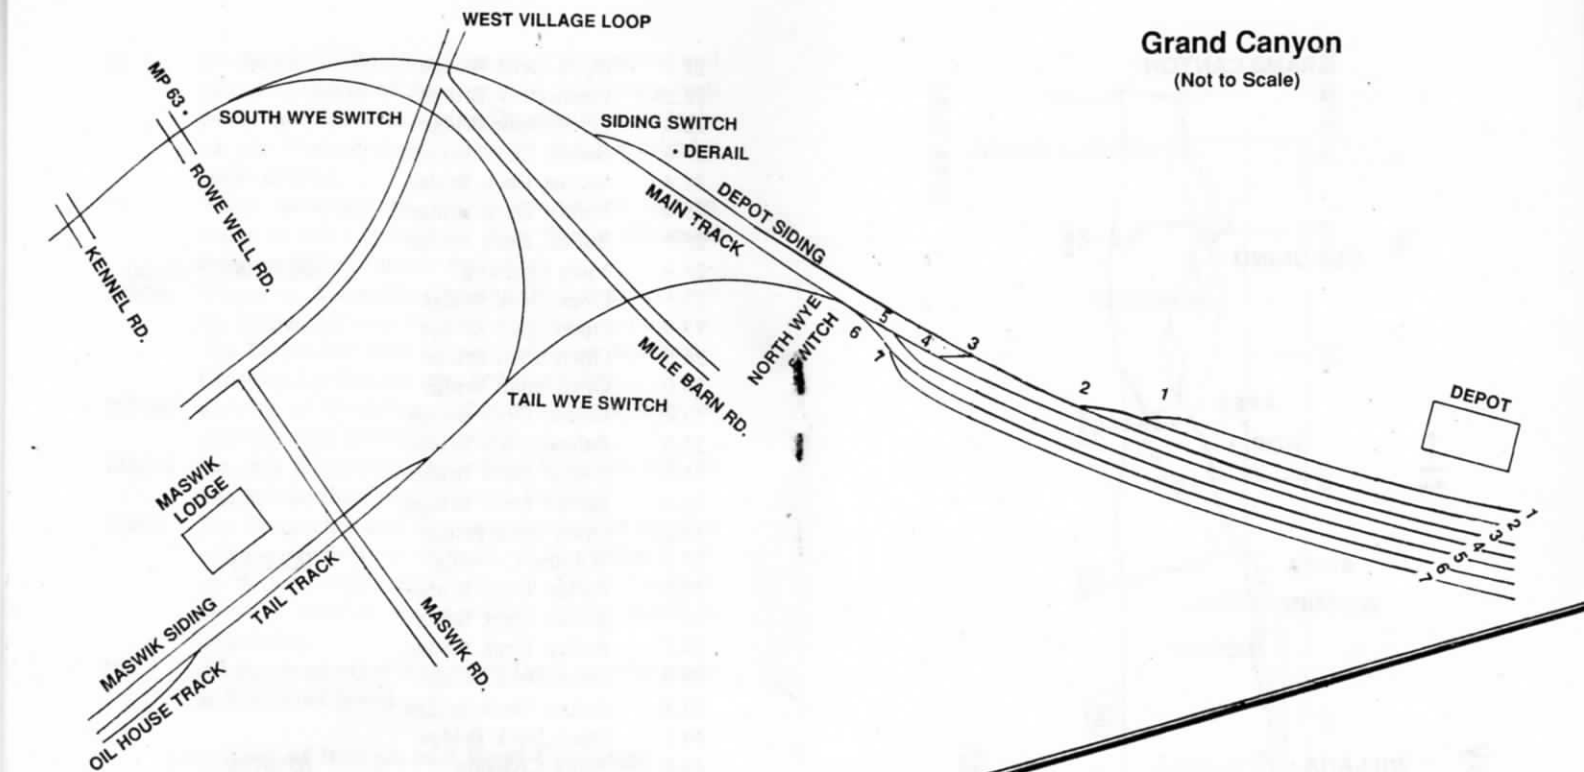 WEST VILLAGE LOOP
Grand Canyon
(Not to Scale)
MP 63
SOUTH WYE SWITCH
SIDING SWITCH
DERAIL
ROWE WELL RD.
KENNEL RD.
MAIN TRACK
DEPOT SIDING
NORTH WYE
SWITCH
5
6
4
3
7
2
1
DEPOT
MULE BARN RD.
TAIL WYE SWITCH
MASWIK
LODGE
1
2
3
4
5
6
7
MASWIK SIDING
TAIL TRACK
MASWIK RD.
OIL HOUSE TRACK